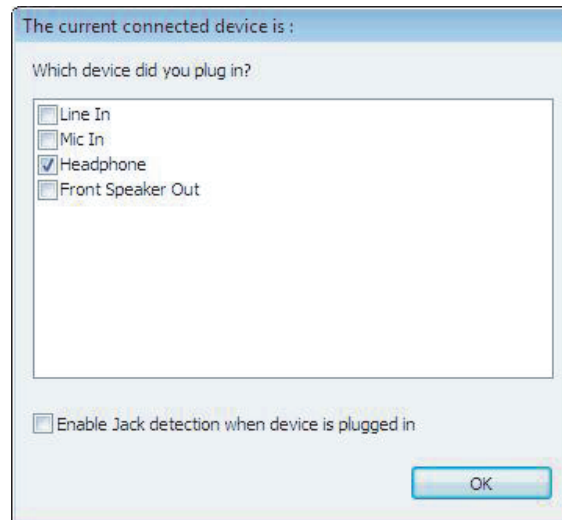 The current connected device is :
Which device did you plug in?
Line In
Mic In
Headphone
Front Speaker Out
Enable Jack detection when device is plugged in
OK